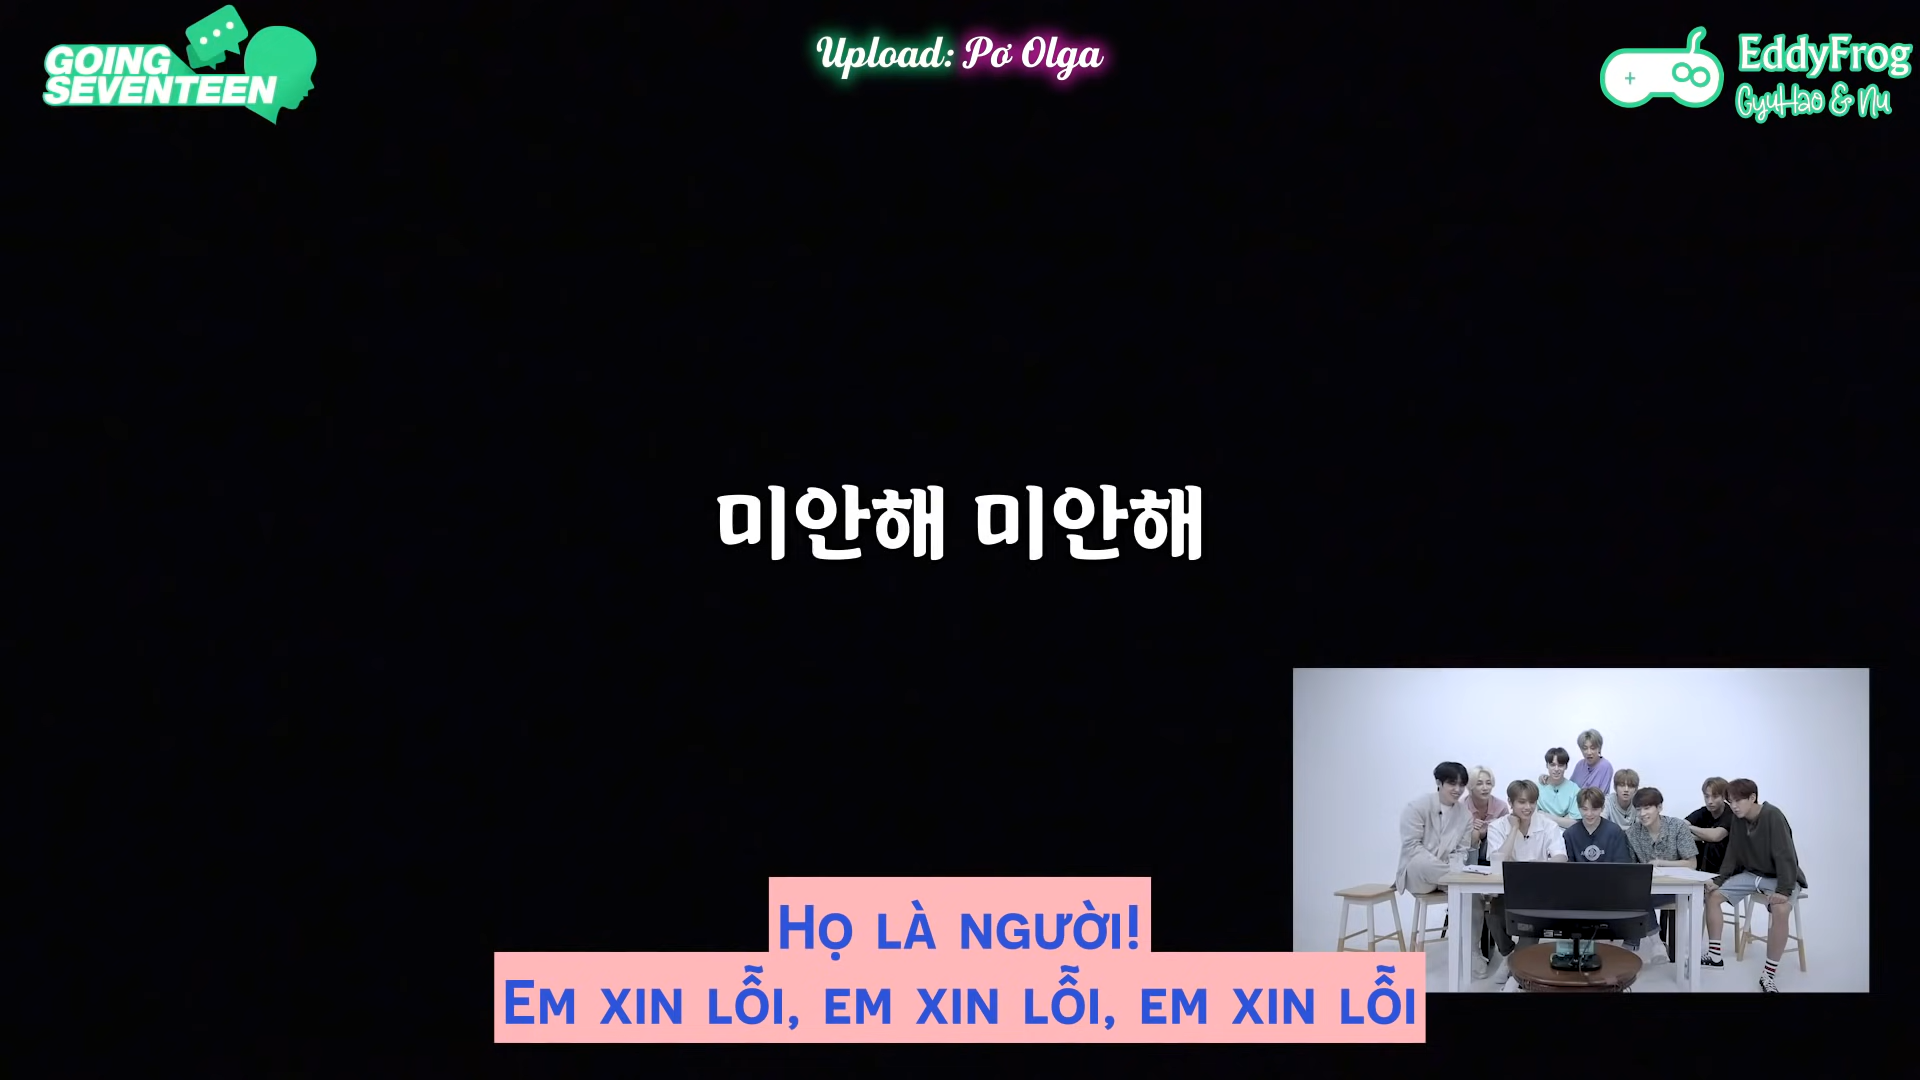 GOING
SEVENTEEN
Upload: Pơ Olga
EddyFrog
GyuHao & Nu
미안해 미안해
Họ là người!
Em xin lỗi, em xin lỗi, em xin lỗi